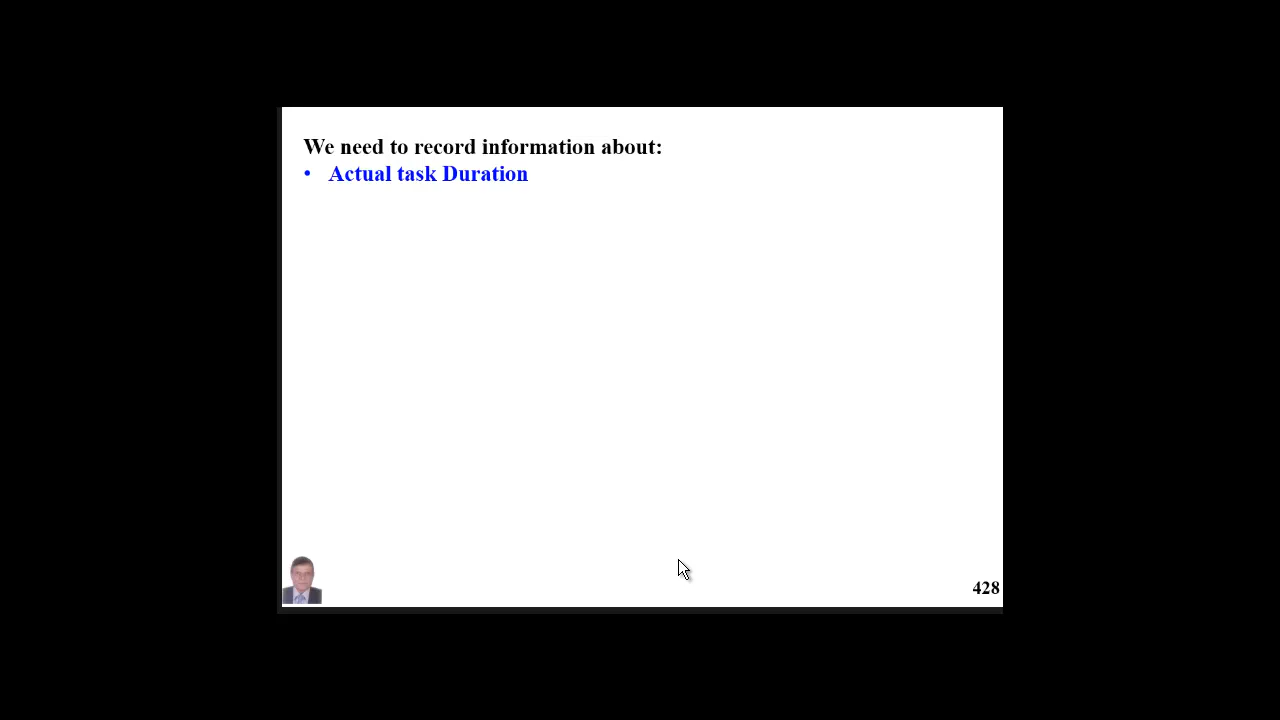 We need to record information about:
• Actual task Duration
428